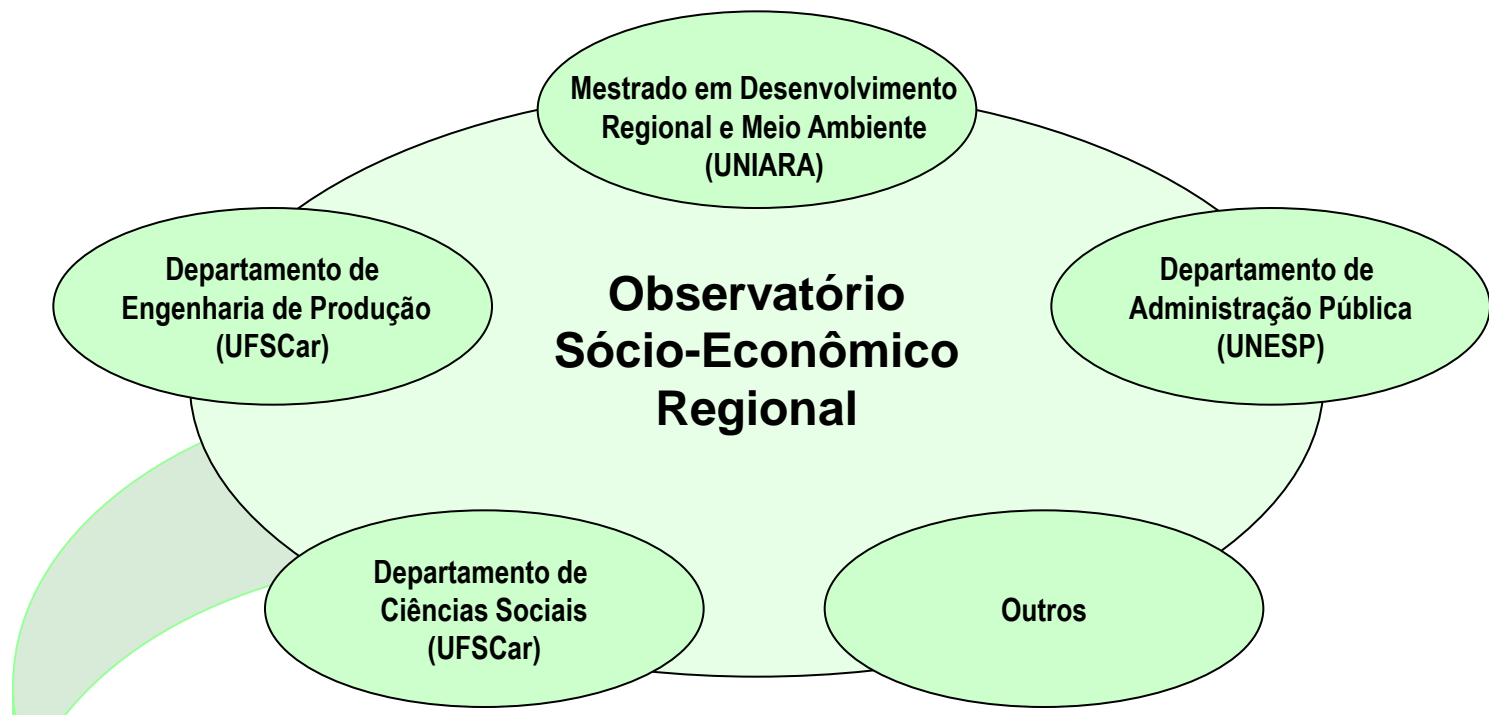 Mestrado em Desenvolvimento
Regional e Meio Ambiente
(UNIARA)
Departamento de
Engenharia de Produção
(UFSCar)
Observatório
Sócio-Econômico
Regional
Departamento de
Administração Pública
(UNESP)
Departamento de
Ciências Sociais
(UFSCar)
Outros